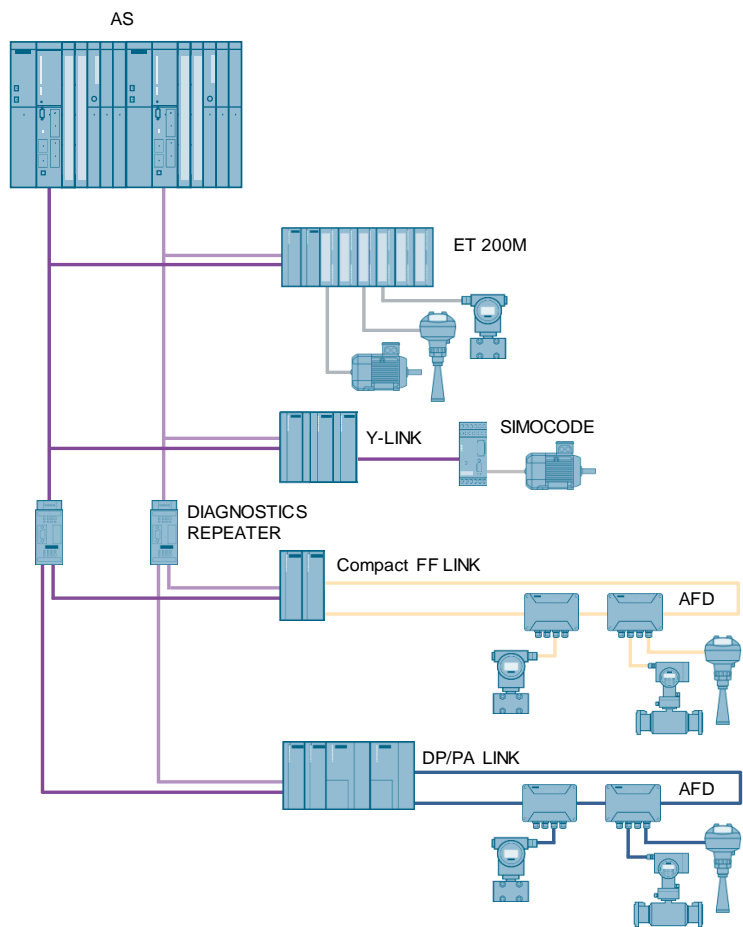 AS
ET 200M
Y-LINK
SIMOCODE
DIAGNOSTICS
REPEATER
Compact FF LINK
AFD
DP/PA LINK
AFD